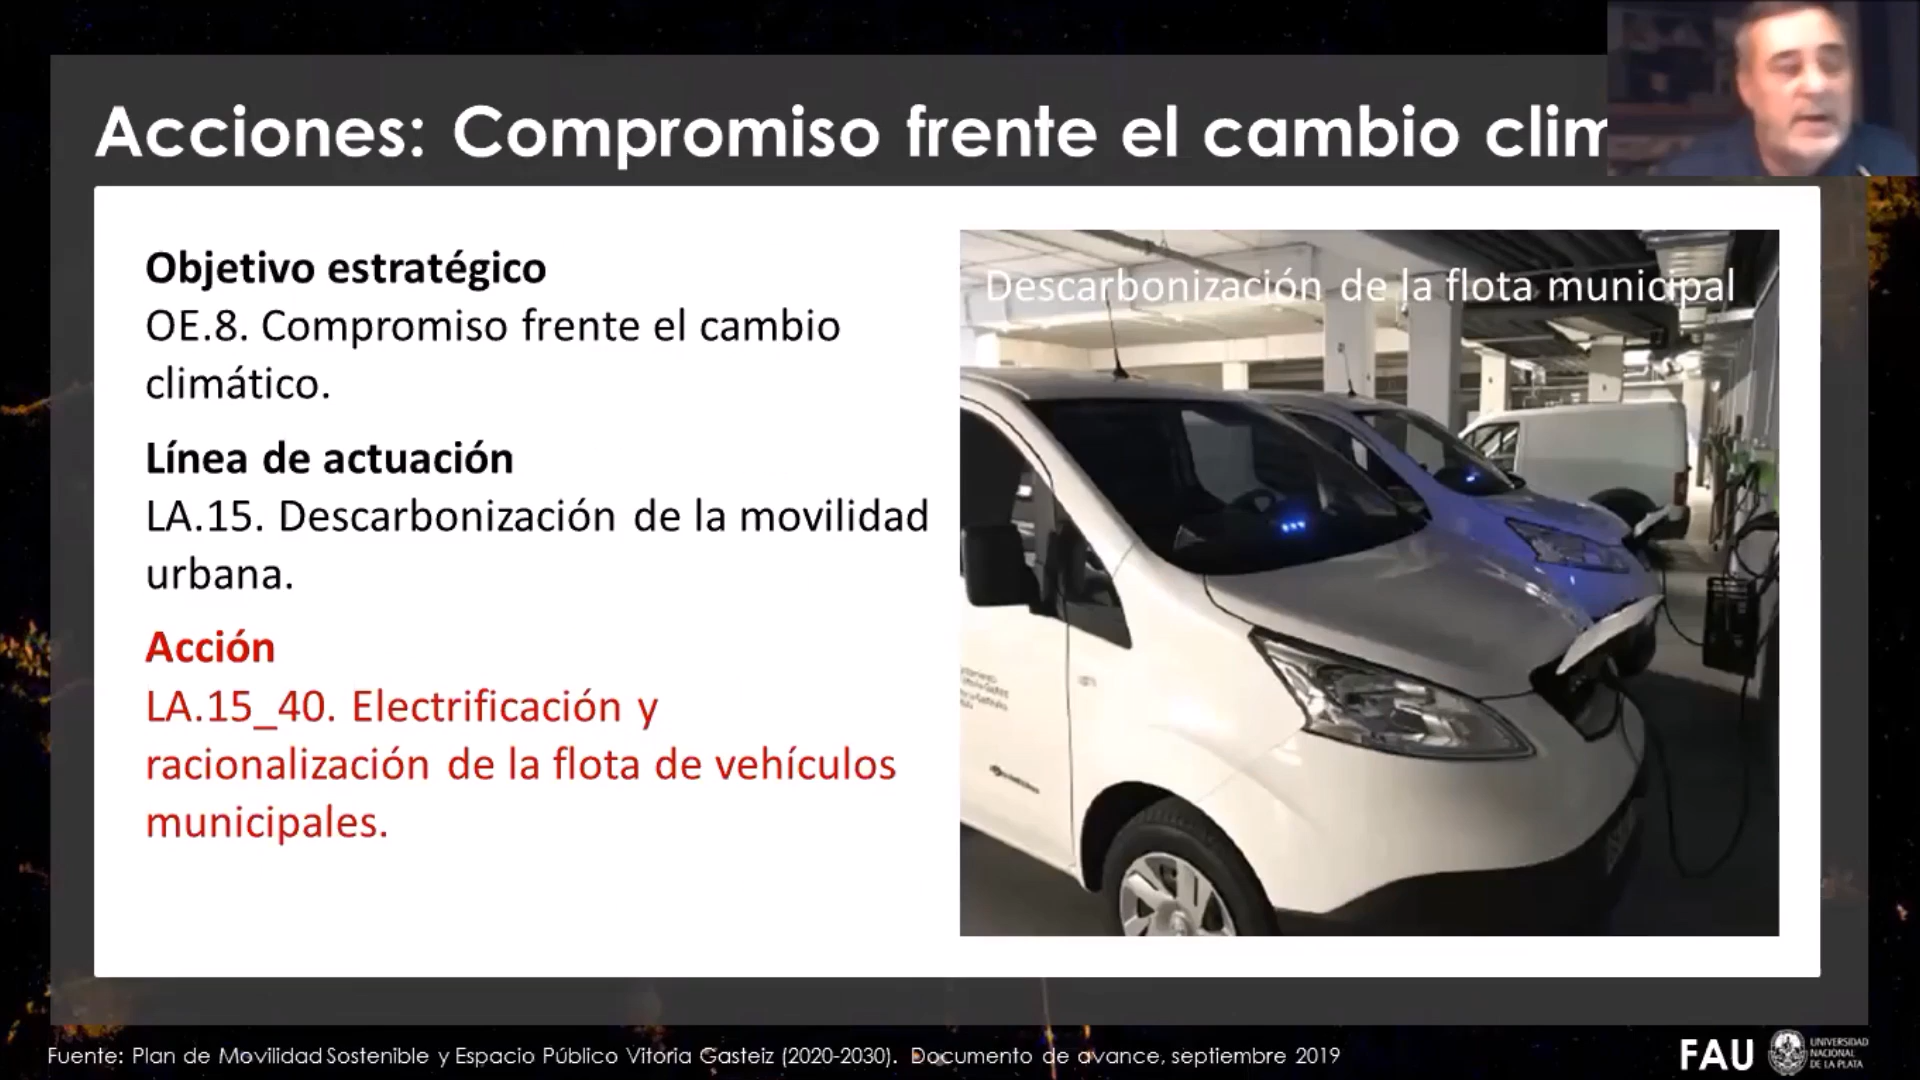 Acciones: Compromiso frente el cambio clim
Objetivo estratégico
OE.8. Compromiso frente el cambio
climático.
Línea de actuación
LA.15. Descarbonización de la movilidad
urbana.
Acción
LA.15_40. Electrificación y
racionalización de la flota de vehículos
municipales.
Descarbonización de la flota municipal
Fuente: Plan de Movilidad Sostenible y Espacio Público Vitoria Gasteiz (2020-2030). Documento de avance, septiembre 2019
FAU
UNIVERSIDAD
NACIONAL
DE LA PLATA